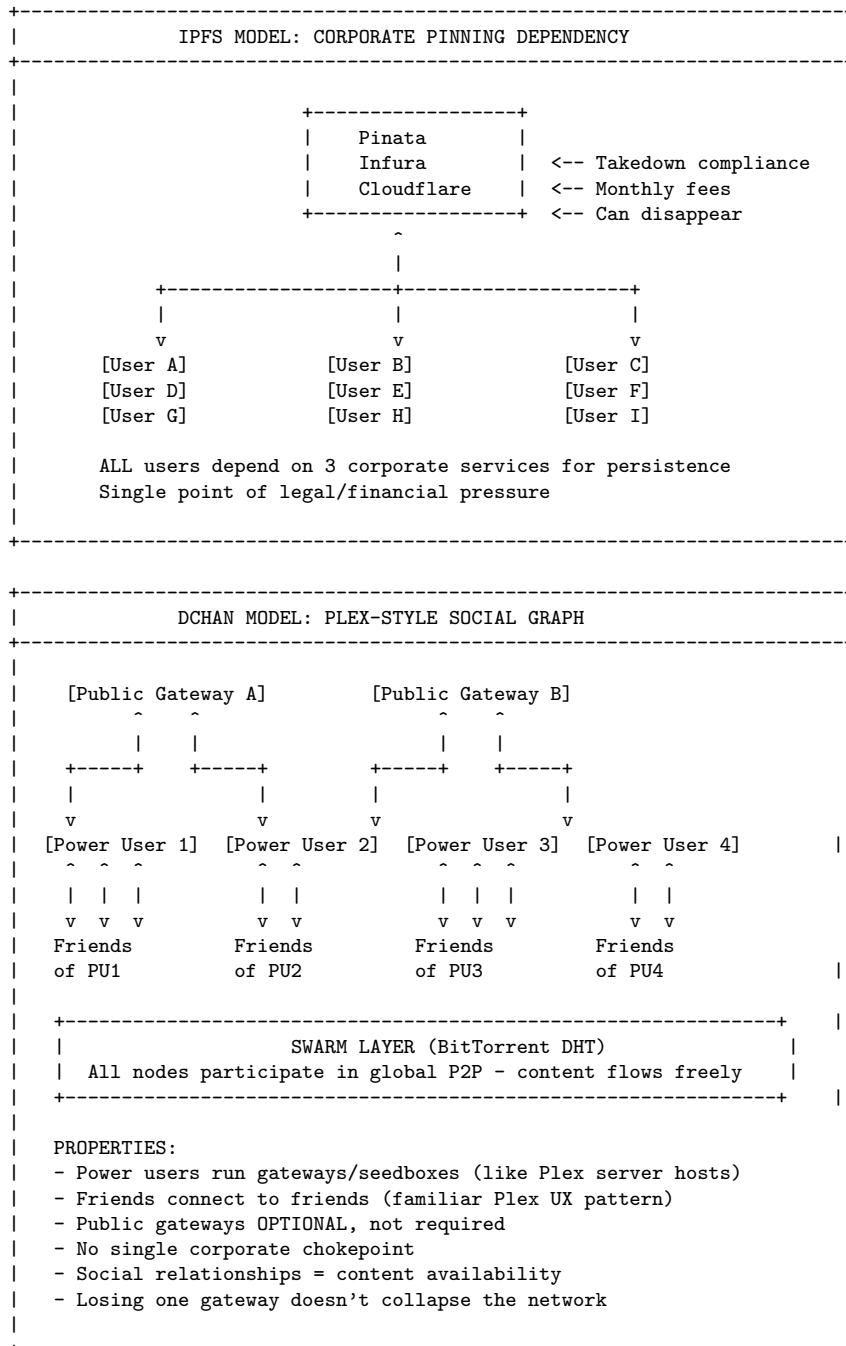 IPFS MODEL: CORPORATE PINNING DEPENDENCY
Pinata
Infura <-- Takedown compliance
Cloudflare <-- Monthly fees
<-- Can disappear
[User A] [User B] [User C]
[User D] [User E] [User F]
[User G] [User H] [User I]
ALL users depend on 3 corporate services for persistence
Single point of legal/financial pressure
DCHAN MODEL: PLEX-STYLE SOCIAL GRAPH
[Public Gateway A] [Public Gateway B]
[Power User 1] [Power User 2] [Power User 3] [Power User 4]
Friends Friends Friends Friends
of PU1 of PU2 of PU3 of PU4
SWARM LAYER (BitTorrent DHT)
All nodes participate in global P2P - content flows freely
PROPERTIES:
- Power users run gateways/seedboxes (like Plex server hosts)
- Friends connect to friends (familiar Plex UX pattern)
- Public gateways OPTIONAL, not required
- No single corporate chokepoint
- Social relationships = content availability
- Losing one gateway doesn't collapse the network